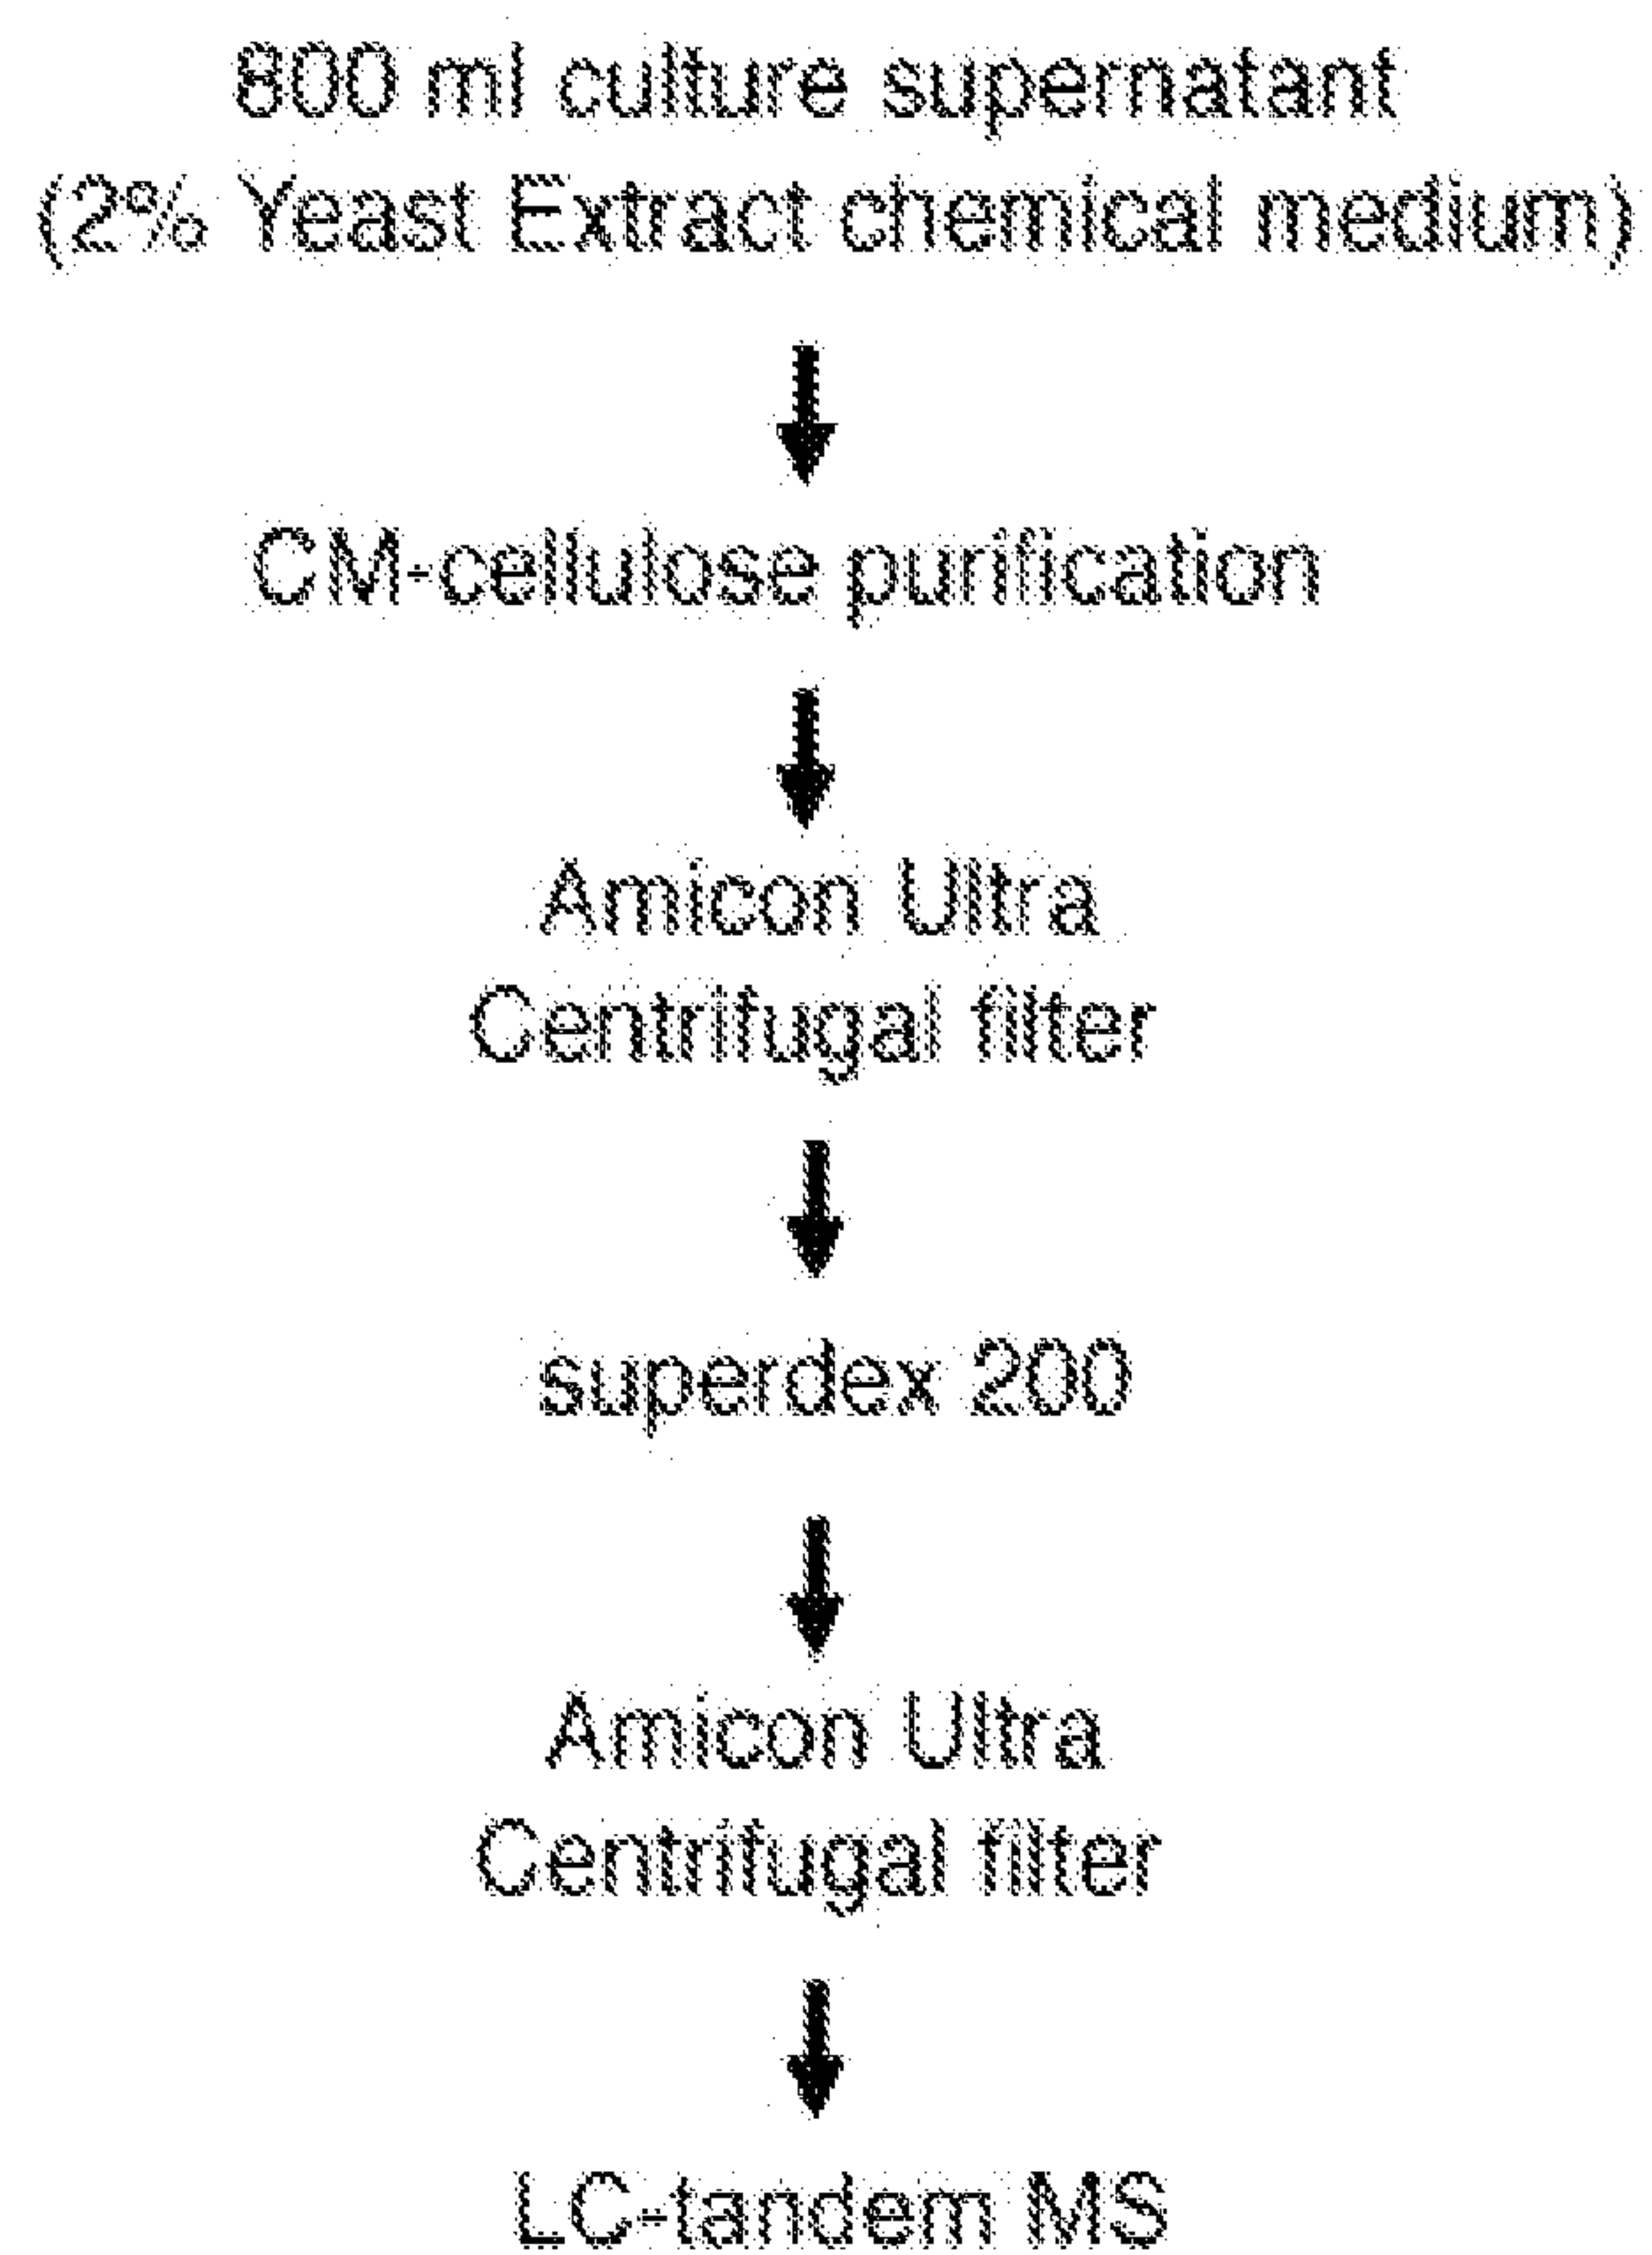 800 ml culture supernatant
(2% Yeast Extract chemical medium)
CM-cellulose purification
Amicon Ultra
Centrifugal filter
superdex 200
Amicon Ultra
Centrifugal filter
LC-tandem MS